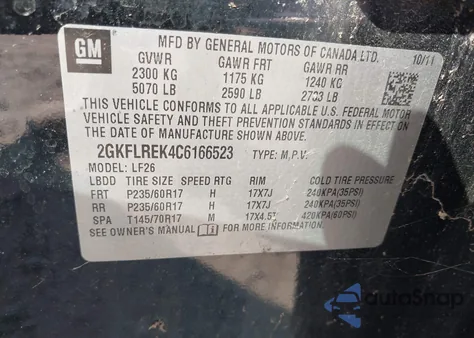 GM
MFD BY GENERAL MOTORS OF CANADA LTD. 10/11
GVWR GAWR FRT GAWR RR
2300 KG 1175 KG 1240 KG
5070 LB 2590 LB 2733 LB
THIS VEHICLE CONFORMS TO ALL APPLICABLE U.S. FEDERAL MOTOR
VEHICLE SAFETY AND THEFT PREVENTION STANDARDS IN EFFECT ON
THE DATE OF MANUFACTURE SHOWN ABOVE.
2GKFLREK4C6166523 TYPE: M.P.V.
MODEL: LF26
LBDD TIRE SIZE SPEED RTG RIM COLD TIRE PRESSURE
FRT P235/60R17 H 17X7J 240KPA(35PSI)
RR P235/60R17 H 17X7J 240KPA(35PSI)
SPA T145/70R17 M 420KPA(60PSI)
SEE OWNER'S MANUAL FOR MORE INFORMATION.
autoSnap